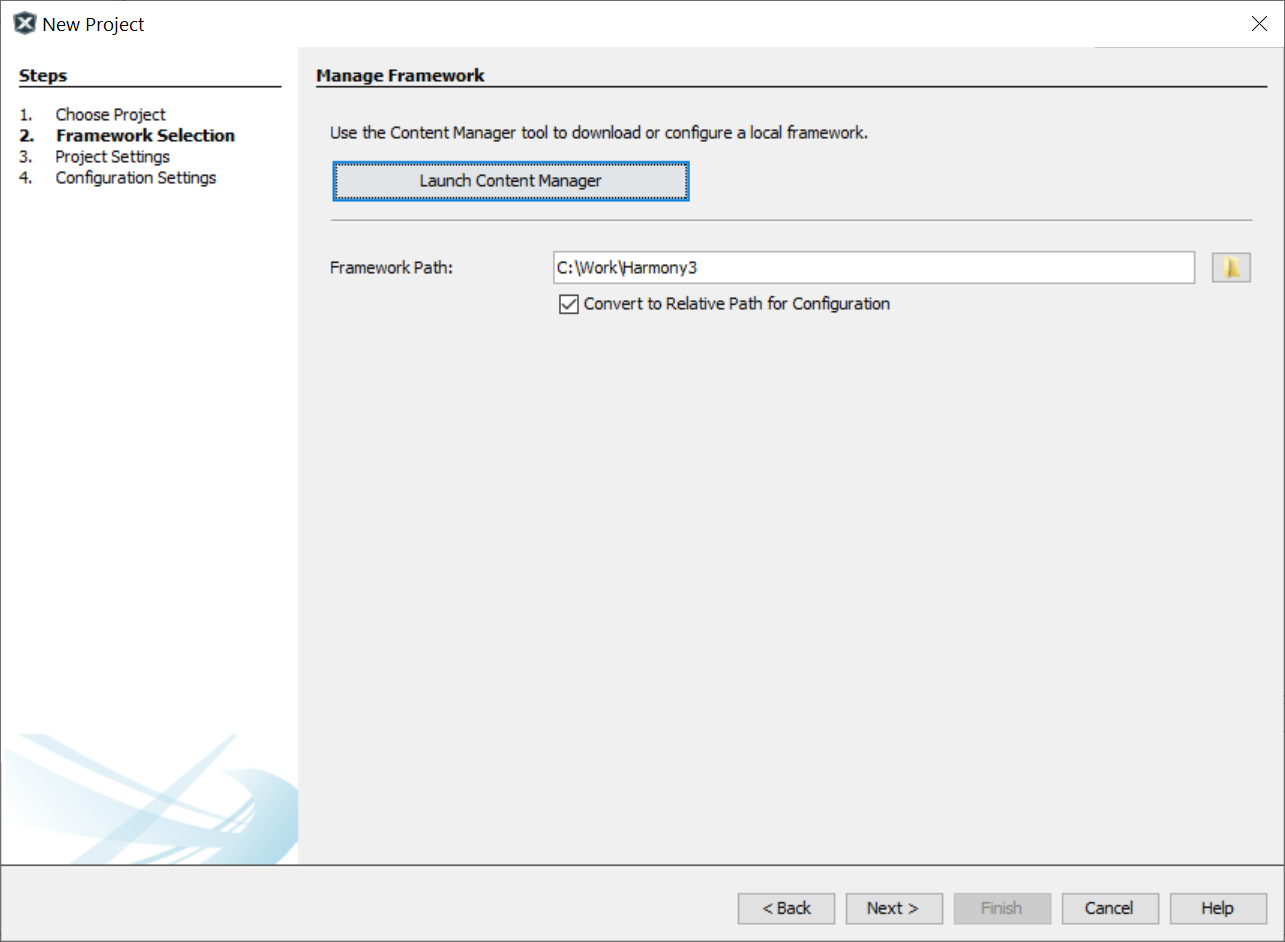 New Project
Steps
1. Choose Project
2. Framework Selection
3. Project Settings
4. Configuration Settings
Manage Framework
Use the Content Manager tool to download or configure a local framework.
Launch Content Manager
Framework Path: C:\Work\Harmony3
Convert to Relative Path for Configuration
< Back Next > Finish Cancel Help